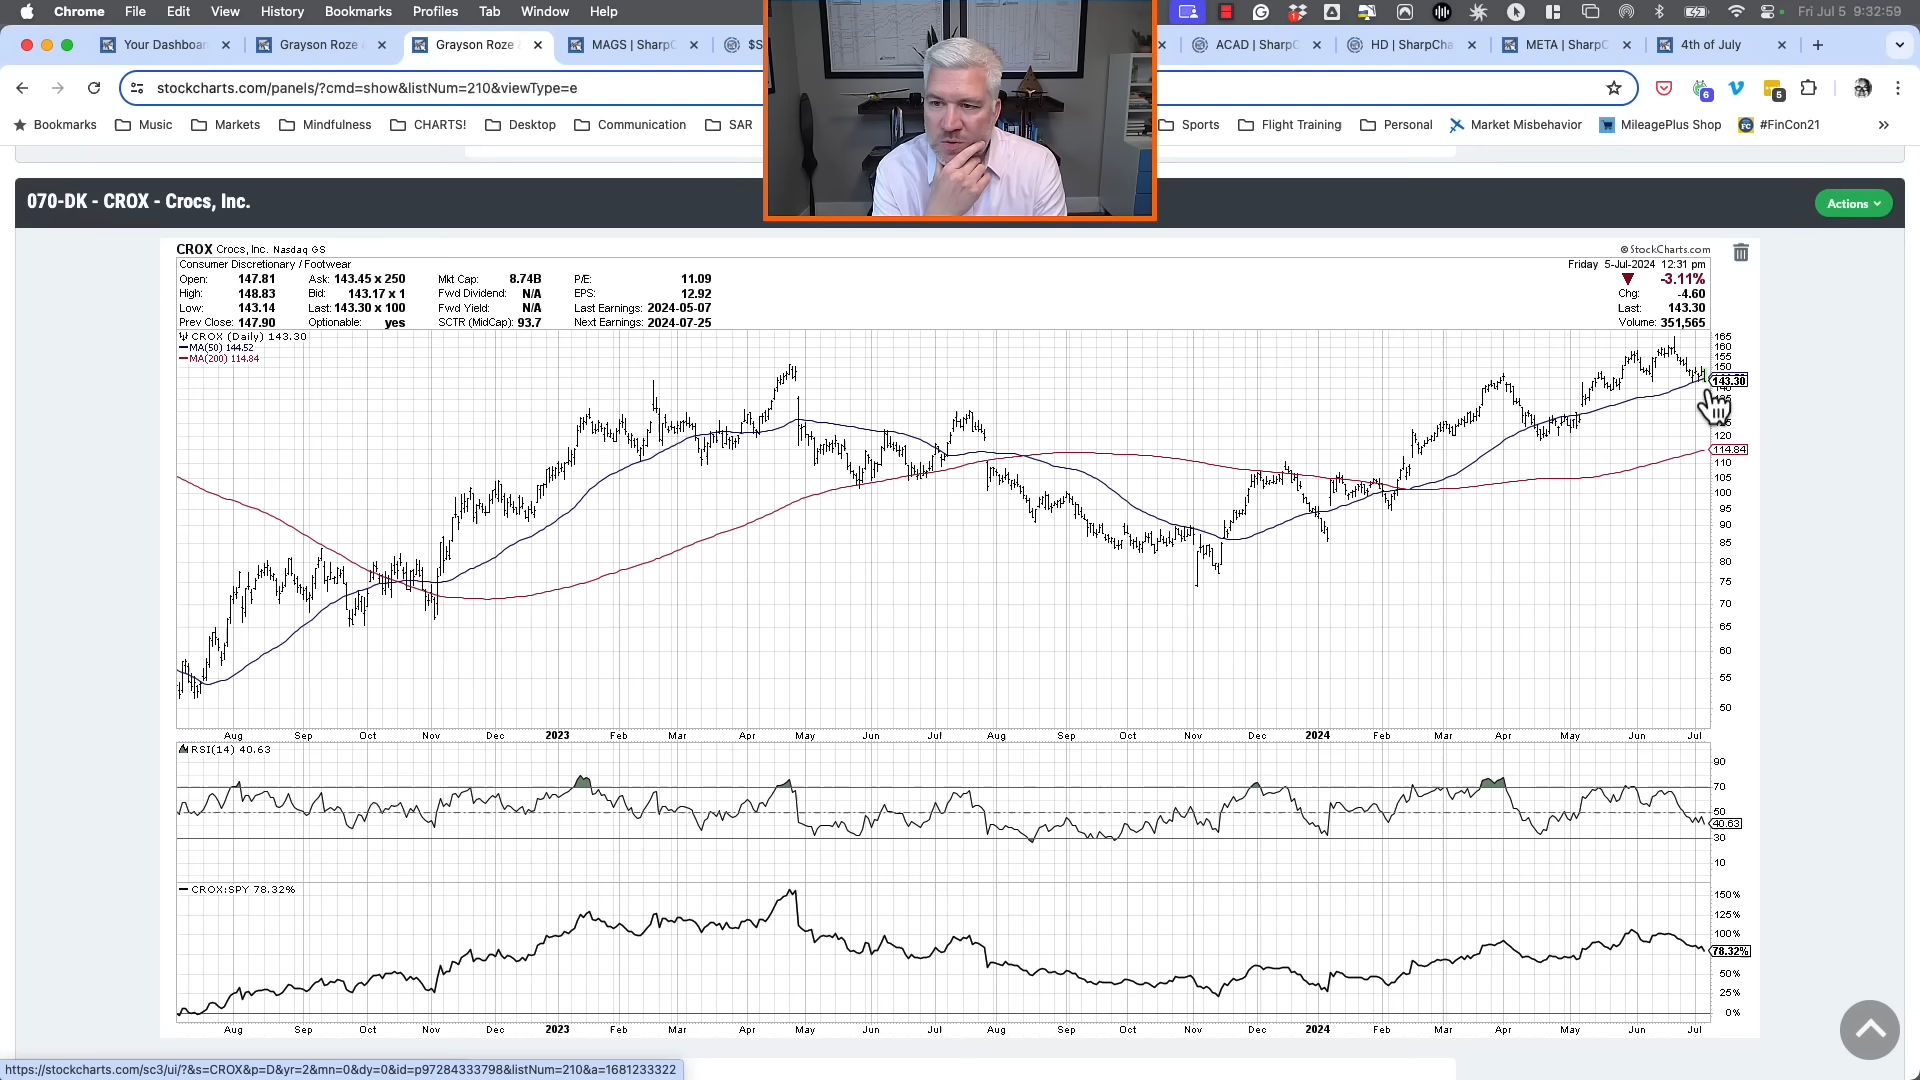 Chrome File Edit View History Bookmarks Profiles Tab Window Help
Fri Jul 5 9:32:59
Your Dashboa
Grayson Roze &
Grayson Roze &
MAGS | SharpC
$S
ACAD | SharpC
HD | SharpCha
META | SharpC
4th of July
stockcharts.com/panels/?cmd=show&listNum=210&viewType=e
6
5
Bookmarks Music Markets Mindfulness CHARTS! Desktop Communication SAR
Sports Flight Training Personal Market Misbehavior MileagePlus Shop #FinCon21
070-DK - CROX - Crocs, Inc.
Actions
CROX Crocs, Inc. Nasdaq GS
© StockCharts.com
Consumer Discretionary / Footwear
Friday 5-Jul-2024 12:31 pm
Open: 147.81 Ask: 143.45 x 250 Mkt Cap: 8.74B P/E: 11.09
-3.11%
High: 148.83 Bid: 143.17 x 1 Fwd Dividend: N/A EPS: 12.92
Chg: -4.60
Low: 143.14 Last: 143.30 x 100 Fwd Yield: N/A Last Earnings: 2024-05-07
Last: 143.30
Prev Close: 147.90 Optionable: yes SCTR (MidCap): 93.7 Next Earnings: 2024-07-25
Volume: 351,565
CROX (Daily) 143.30
MA(50) 144.52
MA(200) 114.84
165
160
155
150
143.30
120
114.84
110
105
100
95
90
85
80
75
70
65
60
55
50
Aug Sep Oct Nov Dec 2023 Feb Mar Apr May Jun Jul Aug Sep Oct Nov Dec 2024 Feb Mar Apr May Jun Jul
RSI(14) 40.63
90
70
50
40.63
30
10
CROX:SPY 78.32%
150%
125%
100%
78.32%
50%
25%
0%
Aug Sep Oct Nov Dec 2023 Feb Mar Apr May Jun Jul Aug Sep Oct Nov Dec 2024 Feb Mar Apr May Jun Jul
https://stockcharts.com/sc3/ui/?&s=CROX&p=D&yr=2&mn=0&dy=0&id=p97284333798&listNum=210&a=1681233322